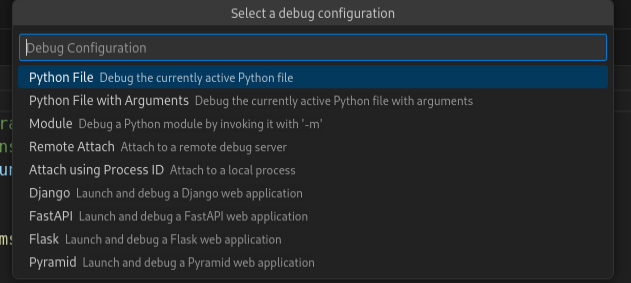 Select a debug configuration
Debug Configuration
Python File Debug the currently active Python file
Python File with Arguments Debug the currently active Python file with arguments
Module Debug a Python module by invoking it with '-m'
Remote Attach Attach to a remote debug server
Attach using Process ID Attach to a local process
Django Launch and debug a Django web application
FastAPI Launch and debug a FastAPI web application
Flask Launch and debug a Flask web application
Pyramid Launch and debug a Pyramid web application